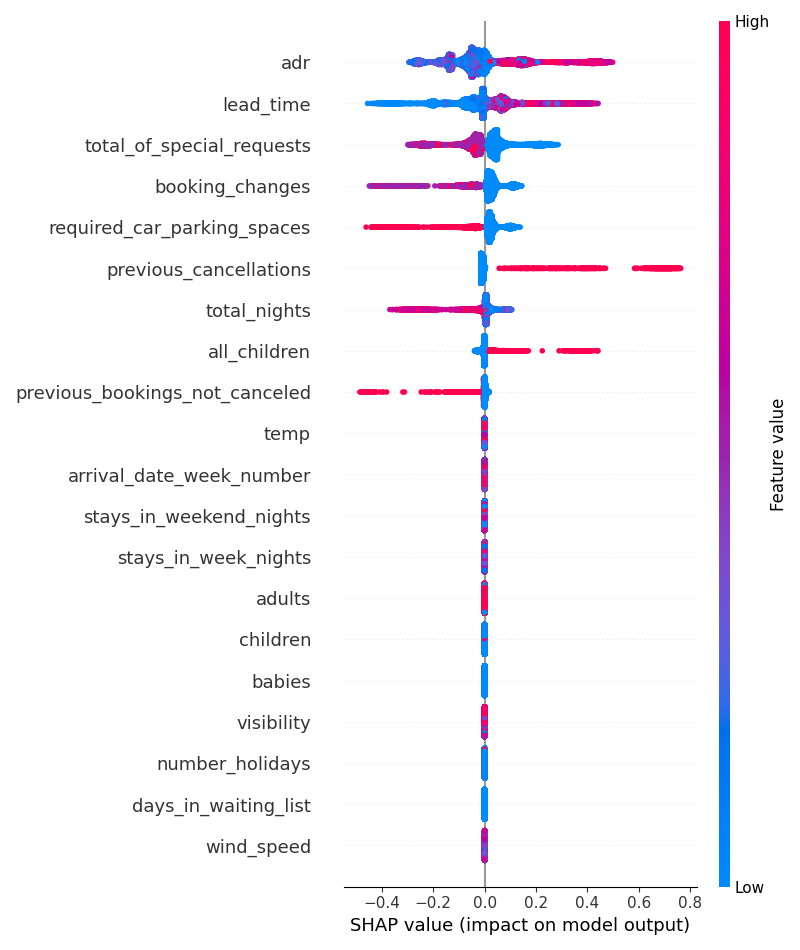 High
adr
lead_time
total_of_special_requests
booking_changes
required_car_parking_spaces
previous_cancellations
total_nights
all_children
previous_bookings_not_canceled
temp
arrival_date_week_number
stays_in_weekend_nights
stays_in_week_nights
adults
children
babies
visibility
number_holidays
days_in_waiting_list
wind_speed
Feature value
Low
−0.4 −0.2 0.0 0.2 0.4 0.6 0.8
SHAP value (impact on model output)